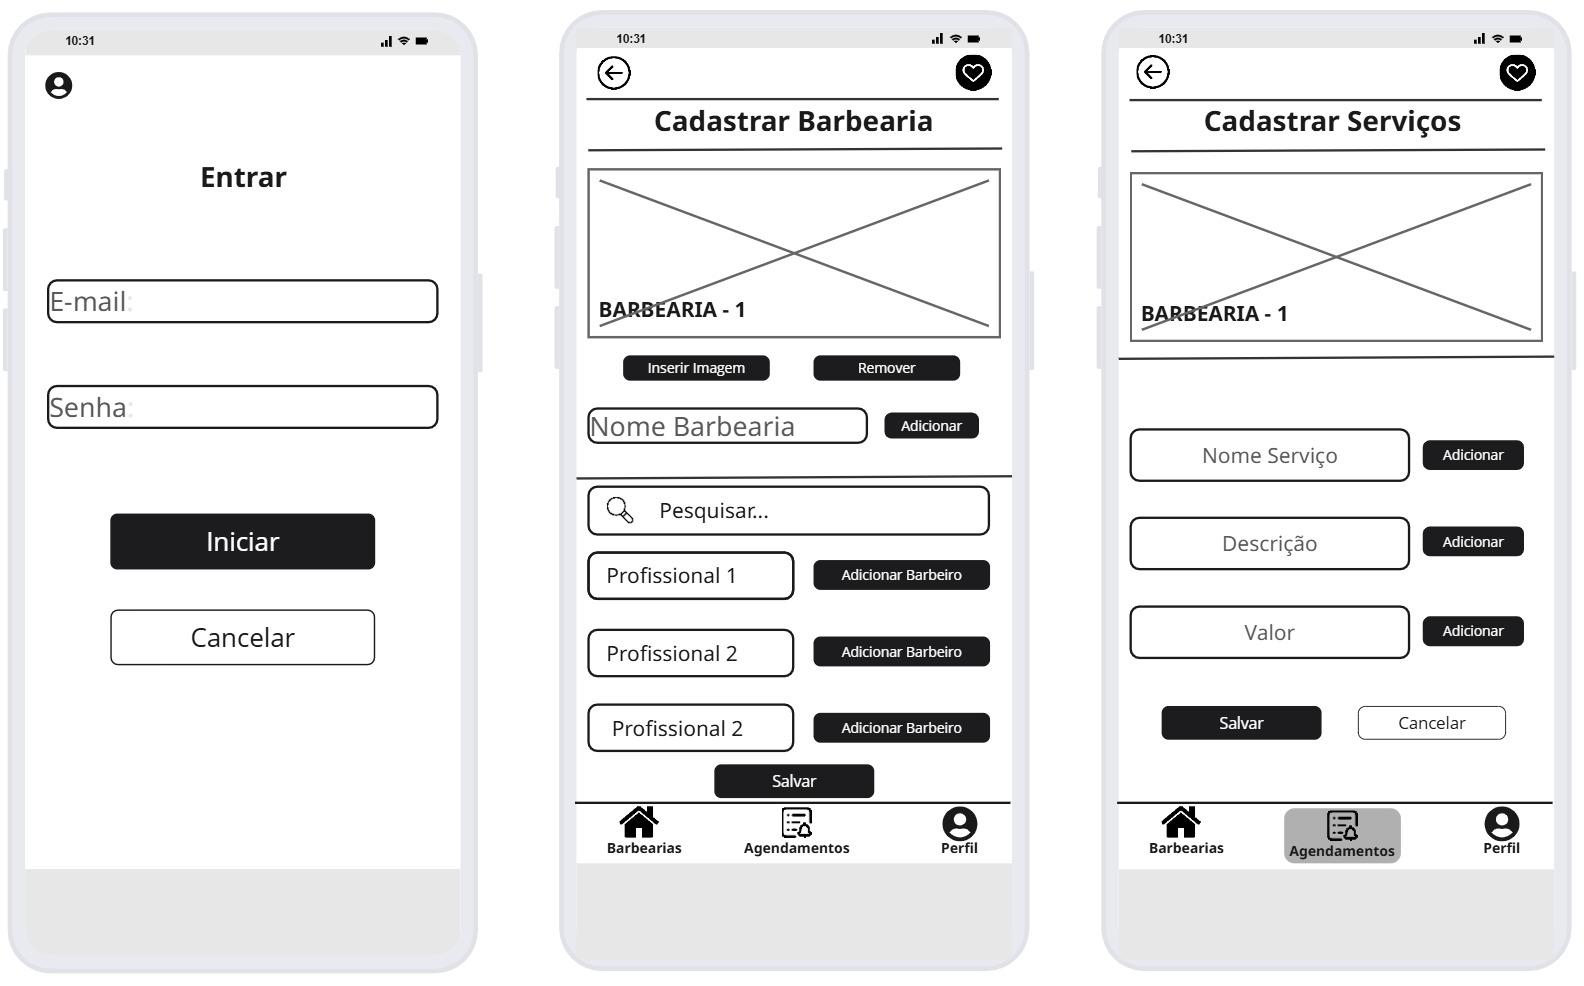 10:31
Entrar
E-mail:
Senha:
Iniciar
Cancelar
10:31
Cadastrar Barbearia
BARBEARIA - 1
Inserir Imagem
Remover
Nome Barbearia
Adicionar
Pesquisar...
Profissional 1
Adicionar Barbeiro
Profissional 2
Adicionar Barbeiro
Profissional 2
Adicionar Barbeiro
Salvar
Barbearias
Agendamentos
Perfil
10:31
Cadastrar Serviços
BARBEARIA - 1
Nome Serviço
Adicionar
Descrição
Adicionar
Valor
Adicionar
Salvar
Cancelar
Barbearias
Agendamentos
Perfil